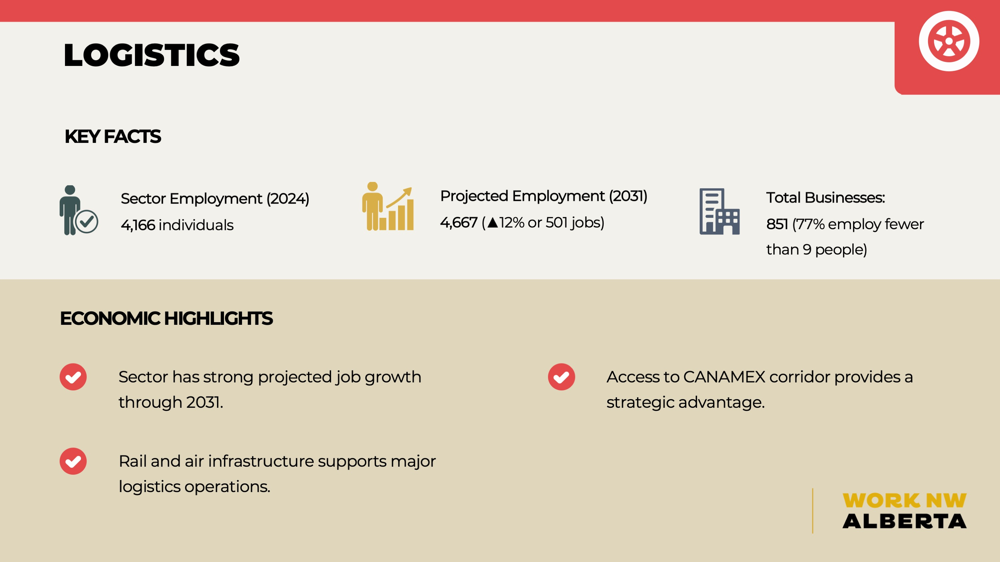 LOGISTICS
KEY FACTS
Sector Employment (2024)
4,166 individuals
Projected Employment (2031)
4,667 (▲12% or 501 jobs)
Total Businesses:
851 (77% employ fewer
than 9 people)
ECONOMIC HIGHLIGHTS
Sector has strong projected job growth
through 2031.
Rail and air infrastructure supports major
logistics operations.
Access to CANAMEX corridor provides a
strategic advantage.
WORK NW
ALBERTA